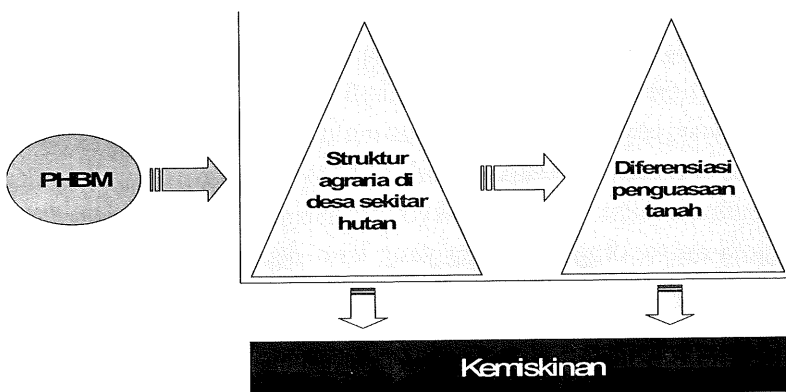 PHBM
Struktur
agraria di
desa sekitar
hutan
Diferensiasi
penguasaan
tanah
Kemiskinan